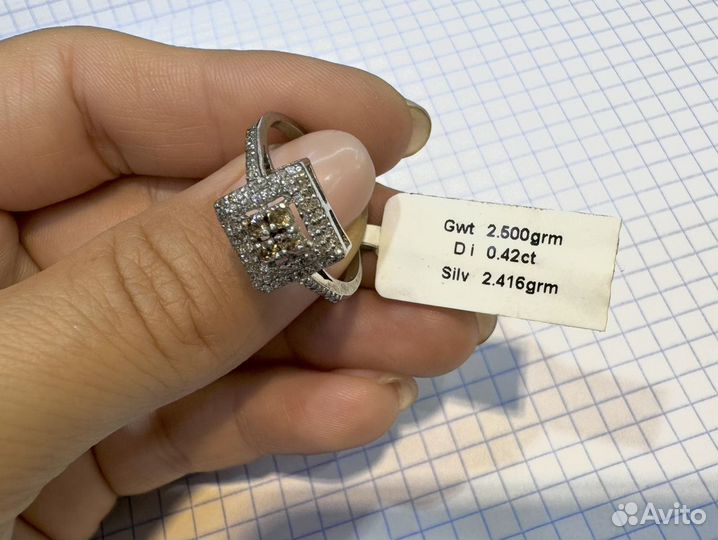 Gwt 2.500grm
Di 0.42ct
Silv 2.416grm
Avito